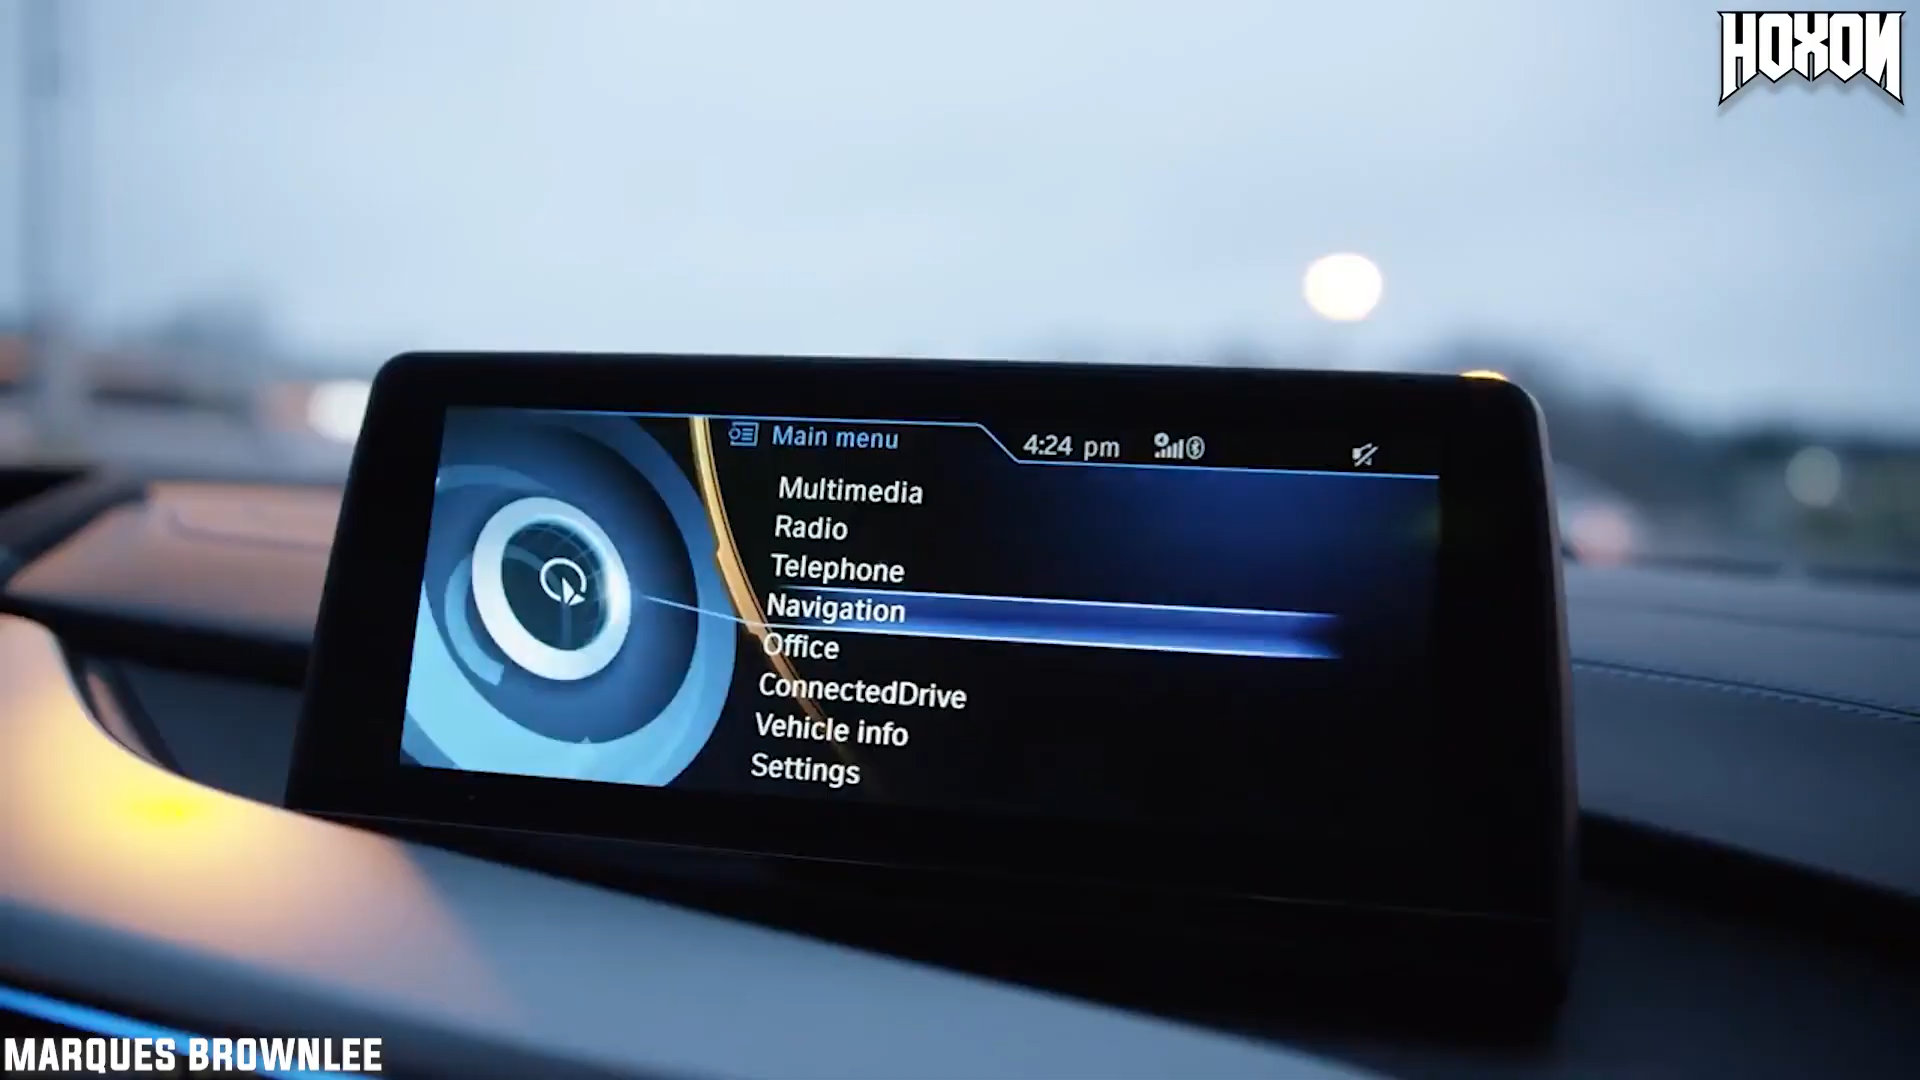 HOXON
Main menu
4:24 pm
Multimedia
Radio
Telephone
Navigation
Office
ConnectedDrive
Vehicle info
Settings
MARQUES BROWNLEE